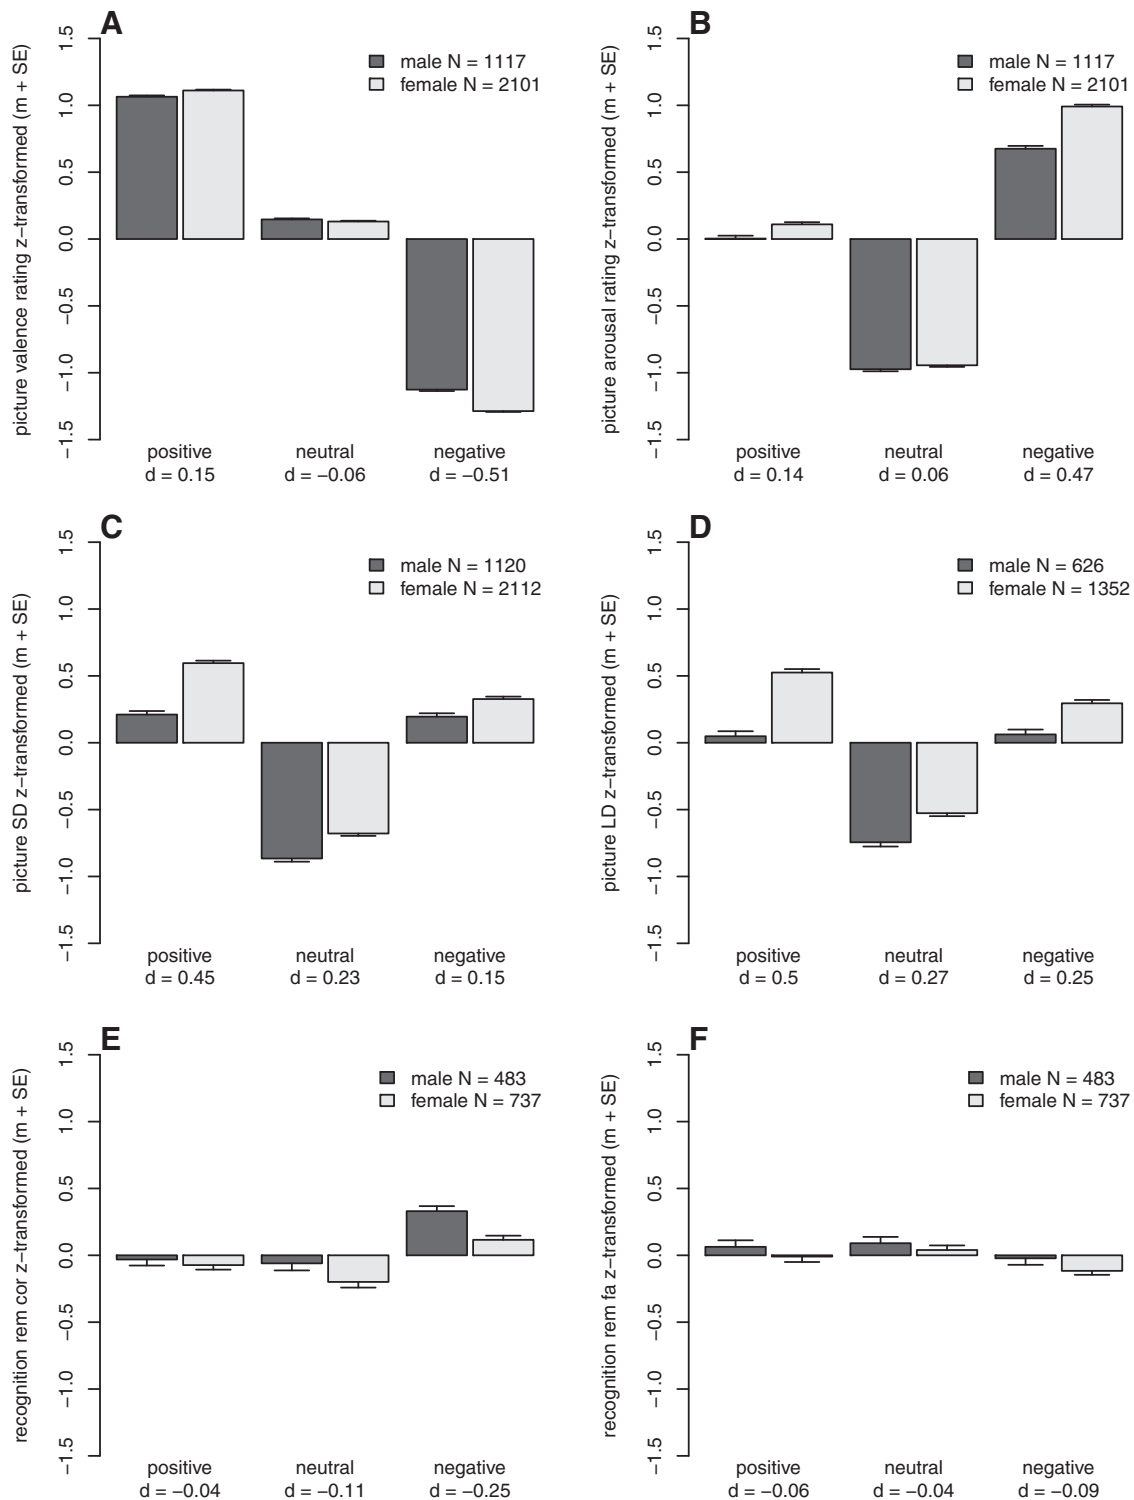 A
picture valence rating z−transformed (m + SE)
1.5
1.0
0.5
0.0
−0.5
−1.0
−1.5
male N = 1117
female N = 2101
positive neutral negative
d = 0.15 d = −0.06 d = −0.51
B
picture arousal rating z−transformed (m + SE)
1.5
1.0
0.5
0.0
−0.5
−1.0
−1.5
male N = 1117
female N = 2101
positive neutral negative
d = 0.14 d = 0.06 d = 0.47
C
picture SD z−transformed (m + SE)
1.5
1.0
0.5
0.0
−0.5
−1.0
−1.5
male N = 1120
female N = 2112
positive neutral negative
d = 0.45 d = 0.23 d = 0.15
D
picture LD z−transformed (m + SE)
1.5
1.0
0.5
0.0
−0.5
−1.0
−1.5
male N = 626
female N = 1352
positive neutral negative
d = 0.5 d = 0.27 d = 0.25
E
recognition rem cor z−transformed (m + SE)
1.5
1.0
0.5
0.0
−0.5
−1.0
−1.5
male N = 483
female N = 737
positive neutral negative
d = −0.04 d = −0.11 d = −0.25
F
recognition rem fa z−transformed (m + SE)
1.5
1.0
0.5
0.0
−0.5
−1.0
−1.5
male N = 483
female N = 737
positive neutral negative
d = −0.06 d = −0.04 d = −0.09